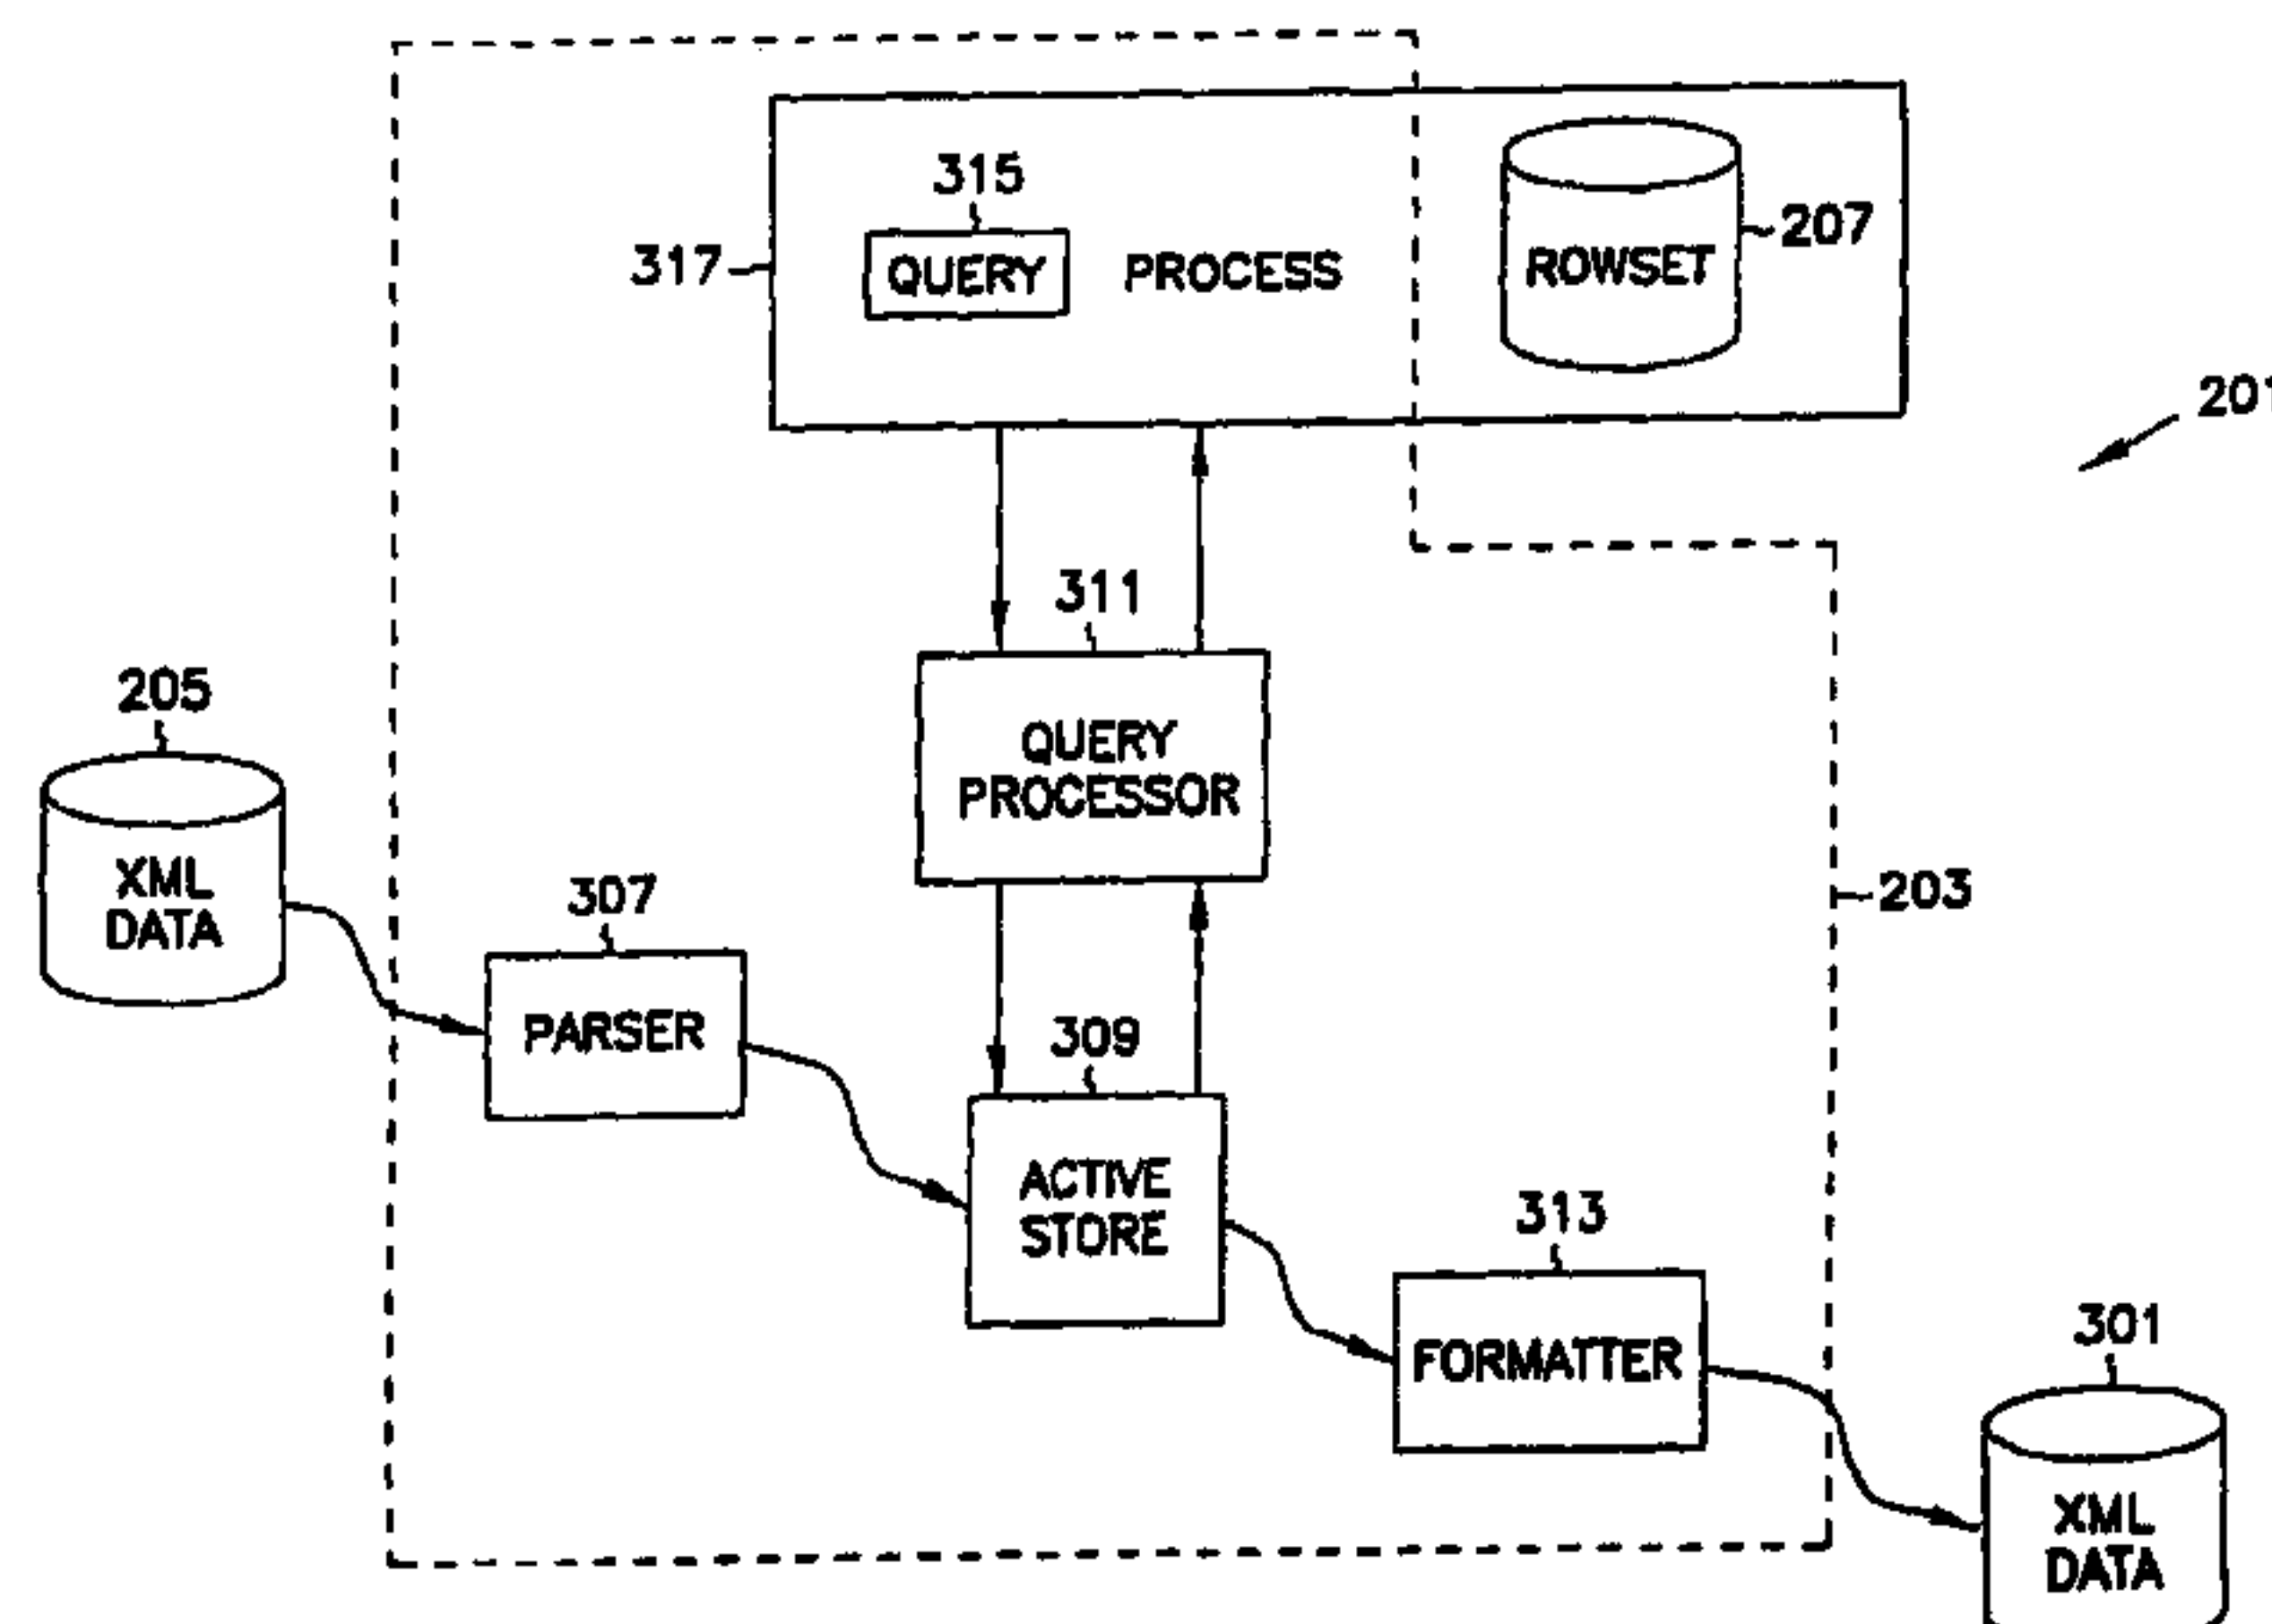 315
317
QUERY
PROCESS
ROWSET
207
201
311
QUERY
PROCESSOR
205
XML
DATA
307
PARSER
203
309
ACTIVE
STORE
313
FORMATTER
301
XML
DATA